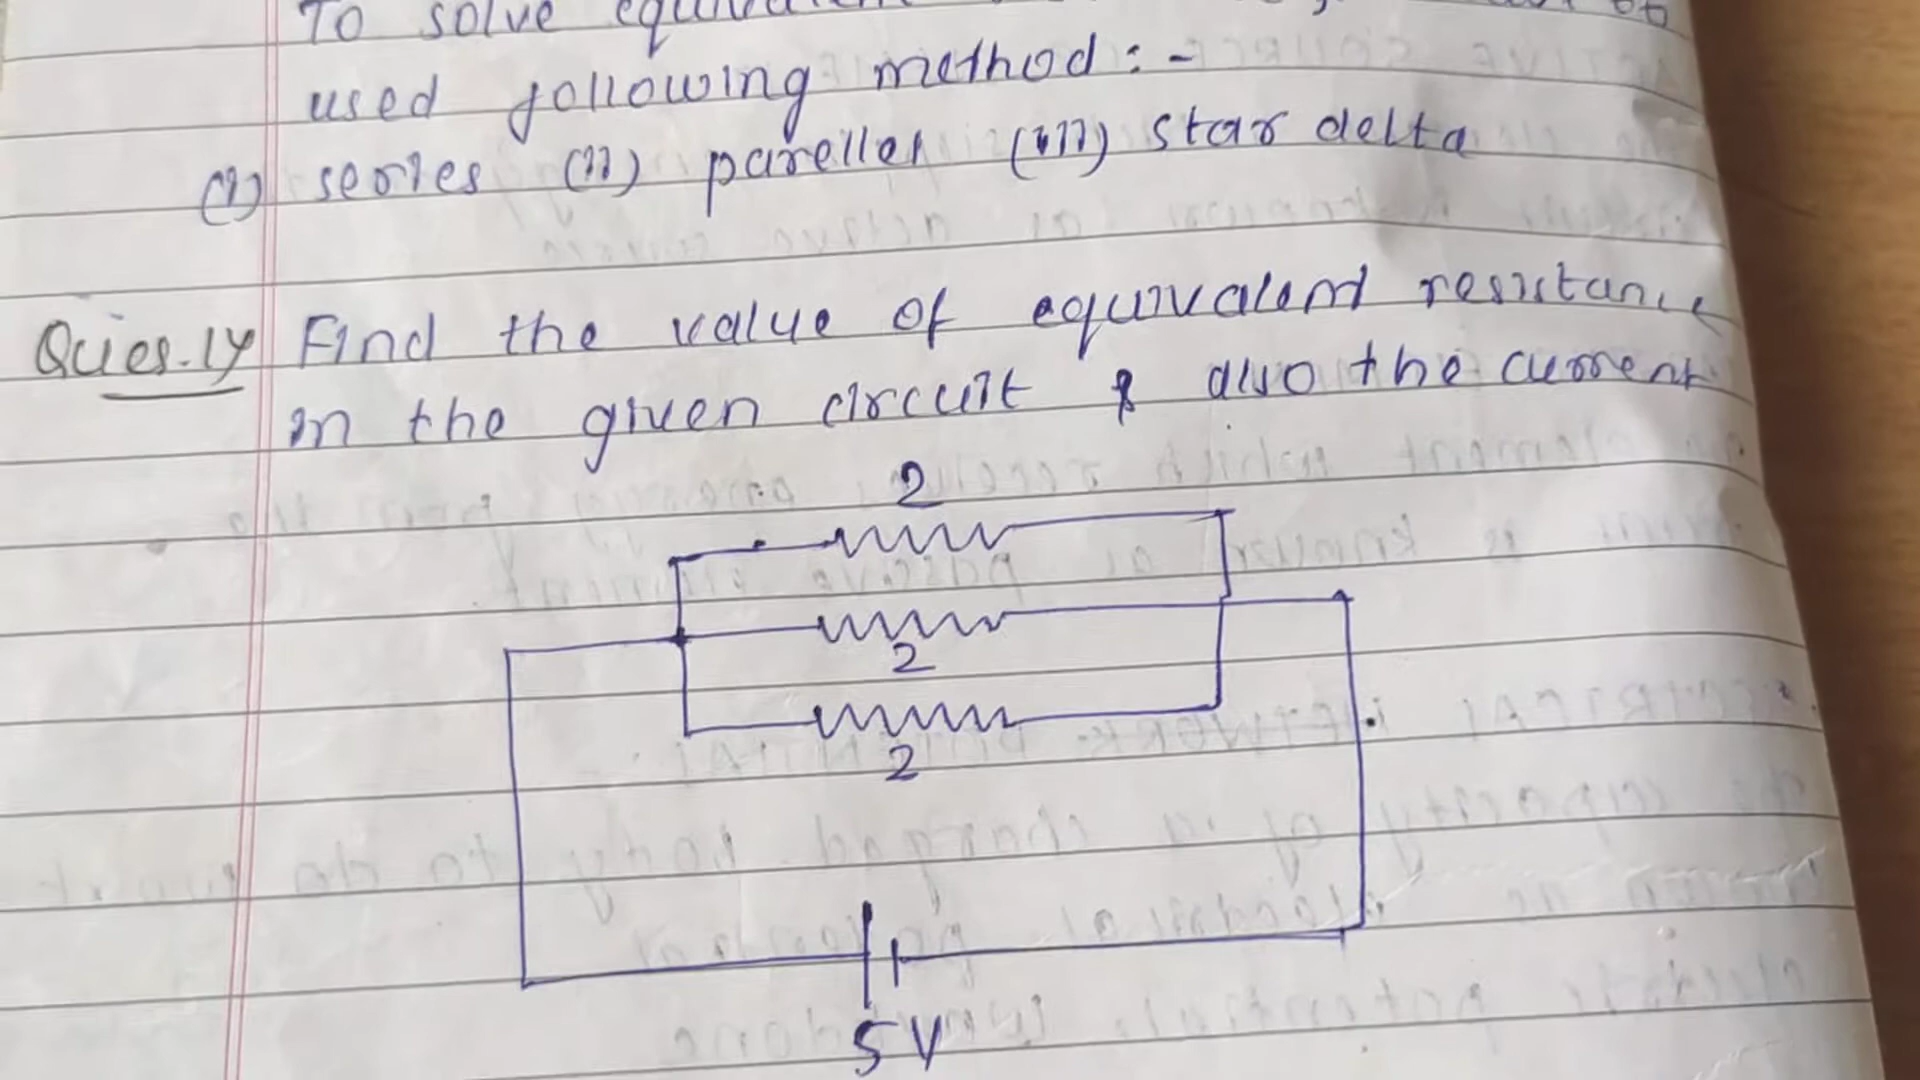 To solve
used following method :-
(i) series (ii) pareller (iii) star delta
Ques.1y Find the value of equivalent resistance
in the given circuit & also the current
2
2
2
5V